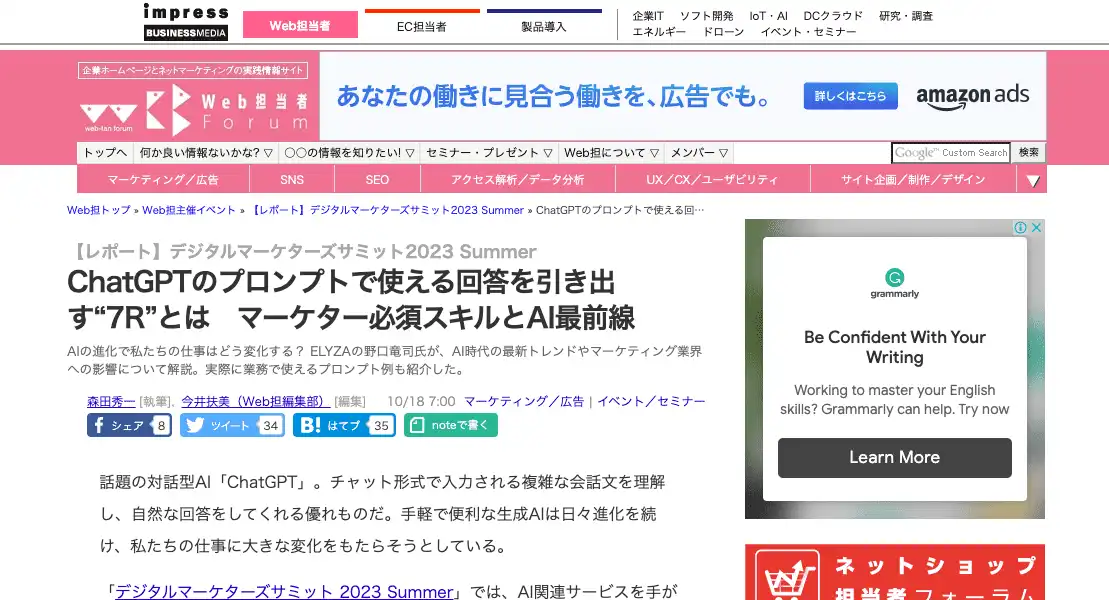 impress
BUSINESSMEDIA
Web担当者
EC担当者
製品導入
企業IT ソフト開発 IoT・AI DCクラウド 研究・調査
エネルギー ドローン イベント・セミナー
企業ホームページとネットマーケティングの実践情報サイト
web-tan forum
Web担当者
Forum
あなたの働きに見合う働きを、広告でも。
詳しくはこちら
amazon ads
トップへ 何か良い情報ないかな? ▽ ○○の情報を知りたい! ▽ セミナー・プレゼント ▽ Web担について ▽ メンバー ▽
Google™ Custom Search 検索
マーケティング／広告 SNS SEO アクセス解析／データ分析 UX／CX／ユーザビリティ サイト企画／制作／デザイン ▼
Web担トップ » Web担主催イベント » 【レポート】デジタルマーケターズサミット2023 Summer » ChatGPTのプロンプトで使える回…
【レポート】デジタルマーケターズサミット2023 Summer
ChatGPTのプロンプトで使える回答を引き出
す“7R”とは　マーケター必須スキルとAI最前線
AIの進化で私たちの仕事はどう変化する？ ELYZAの野口竜司氏が、AI時代の最新トレンドやマーケティング業界
への影響について解説。実際に業務で使えるプロンプト例も紹介した。
森田秀一 [執筆], 今井扶美（Web担編集部） [編集] 10/18 7:00 マーケティング／広告 | イベント／セミナー
シェア 8
ツイート 34
B! はてブ 35
noteで書く
話題の対話型AI「ChatGPT」。チャット形式で入力される複雑な会話文を理解
し、自然な回答をしてくれる優れものだ。手軽で便利な生成AIは日々進化を続
け、私たちの仕事に大きな変化をもたらそうとしている。
「デジタルマーケターズサミット 2023 Summer」では、AI関連サービスを手が
grammarly
Be Confident With Your
Writing
Working to master your English
skills? Grammarly can help. Try now
Learn More
ネットショップ
担当者フォーラム